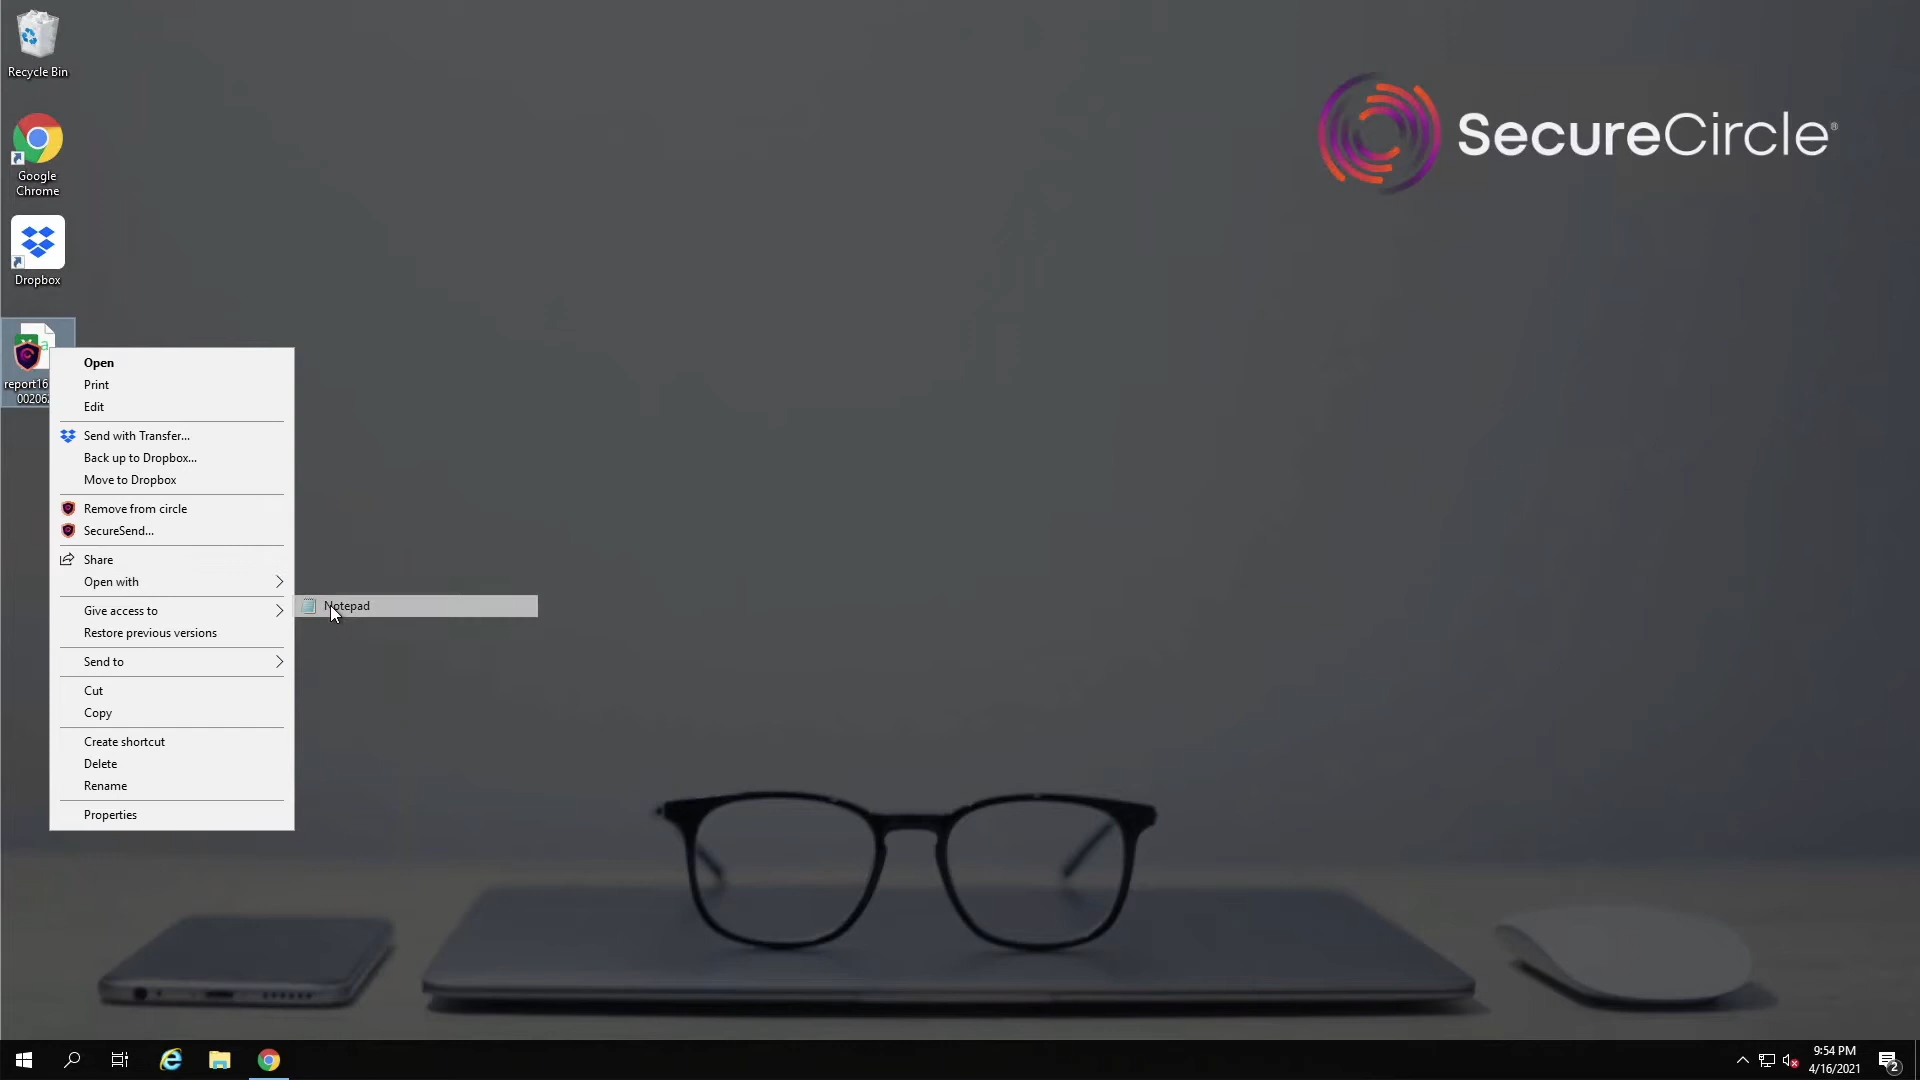 Recycle Bin
Google
Chrome
Dropbox
report16
00206
SecureCircle®
Open
Print
Edit
Send with Transfer...
Back up to Dropbox...
Move to Dropbox
Remove from circle
SecureSend...
Share
Open with
Notepad
Give access to
Restore previous versions
Send to
Cut
Copy
Create shortcut
Delete
Rename
Properties
9:54 PM
4/16/2021
2